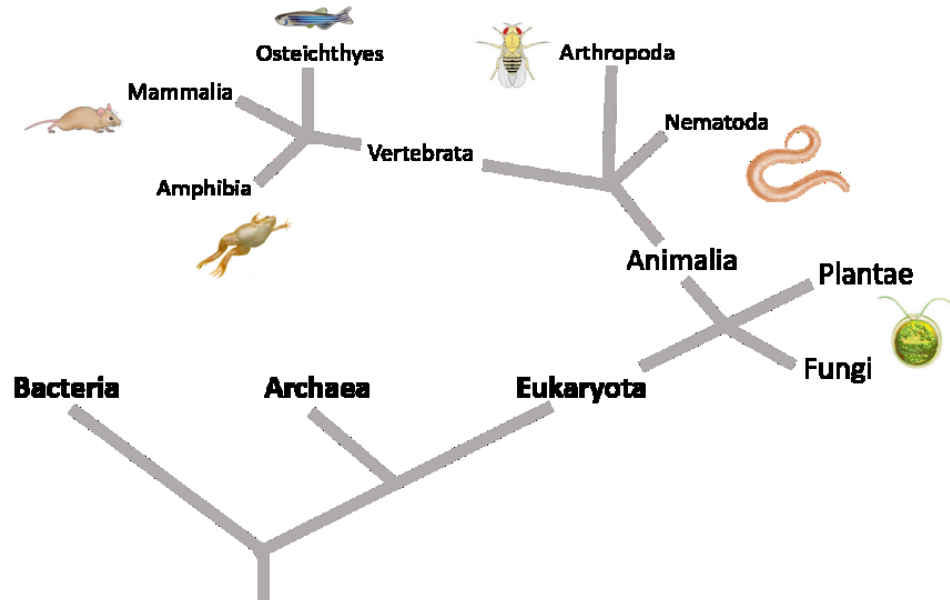 Osteichthyes
Arthropoda
Mammalia
Nematoda
Vertebrata
Amphibia
Animalia
Plantae
Fungi
Bacteria
Archaea
Eukaryota